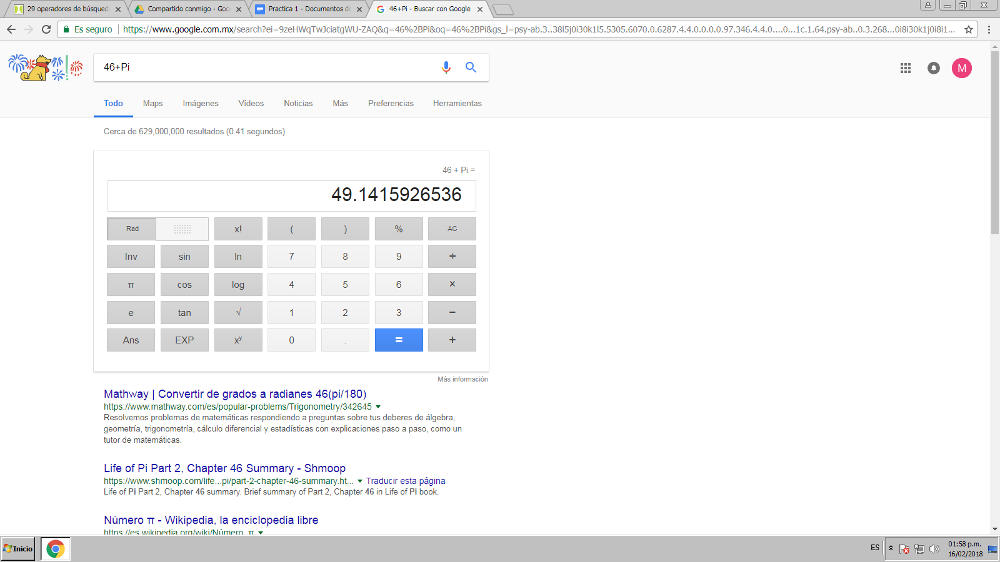 29 operadores de búsqued
Compartido conmigo - Goo
Practica 1 - Documentos de
46+Pi - Buscar con Google
Es seguro
https://www.google.com.mx/search?ei=9zeHWqTwJciatgWU-ZAQ&q=46%2BPi&oq=46%2BPi&gs_l=psy-ab.3..38l5j0i30k1l5.5305.6070.0.6287.4.4.0.0.0.0.97.346.4.4.0....0...1c.1.64.psy-ab..0.3.268...0i8i30k1j0i8i1...
46+Pi
M
Todo
Maps
Imágenes
Vídeos
Noticias
Más
Preferencias
Herramientas
Cerca de 629,000,000 resultados (0.41 segundos)
46 + Pi =
49.1415926536
Rad
x!
(
)
%
AC
Inv
sin
ln
7
8
9
÷
π
cos
log
4
5
6
×
e
tan
√
1
2
3
−
Ans
EXP
xʸ
0
.
=
+
Más información
Mathway | Convertir de grados a radianes 46(pi/180)
https://www.mathway.com/es/popular-problems/Trigonometry/342645
Resolvemos problemas de matemáticas respondiendo a preguntas sobre tus deberes de álgebra,
geometría, trigonometría, cálculo diferencial y estadísticas con explicaciones paso a paso, como un
tutor de matemáticas.
Life of Pi Part 2, Chapter 46 Summary - Shmoop
https://www.shmoop.com/life...pi/part-2-chapter-46-summary.ht... Traducir esta página
Life of Pi Part 2, Chapter 46 summary. Brief summary of Part 2, Chapter 46 in Life of Pi book.
Número π - Wikipedia, la enciclopedia libre
https://es.wikipedia.org/wiki/Número_π
Inicio
ES
01:58 p.m.
16/02/2018